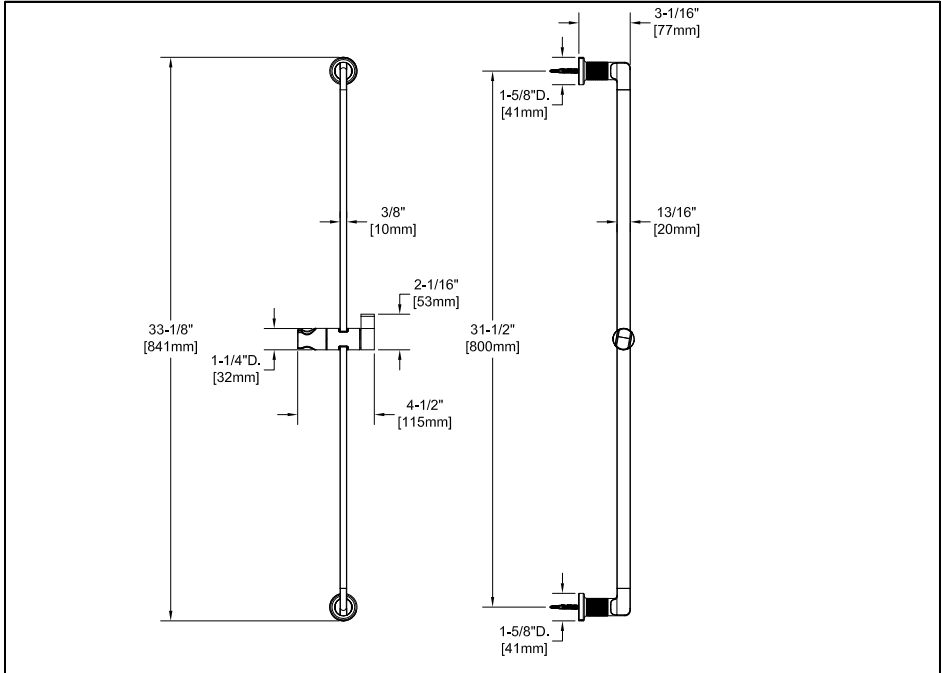 3-1/16"
[77mm]
1-5/8"D.
[41mm]
3/8"
[10mm]
13/16"
[20mm]
2-1/16"
[53mm]
33-1/8"
[841mm]
31-1/2"
[800mm]
1-1/4"D.
[32mm]
4-1/2"
[115mm]
1-5/8"D.
[41mm]